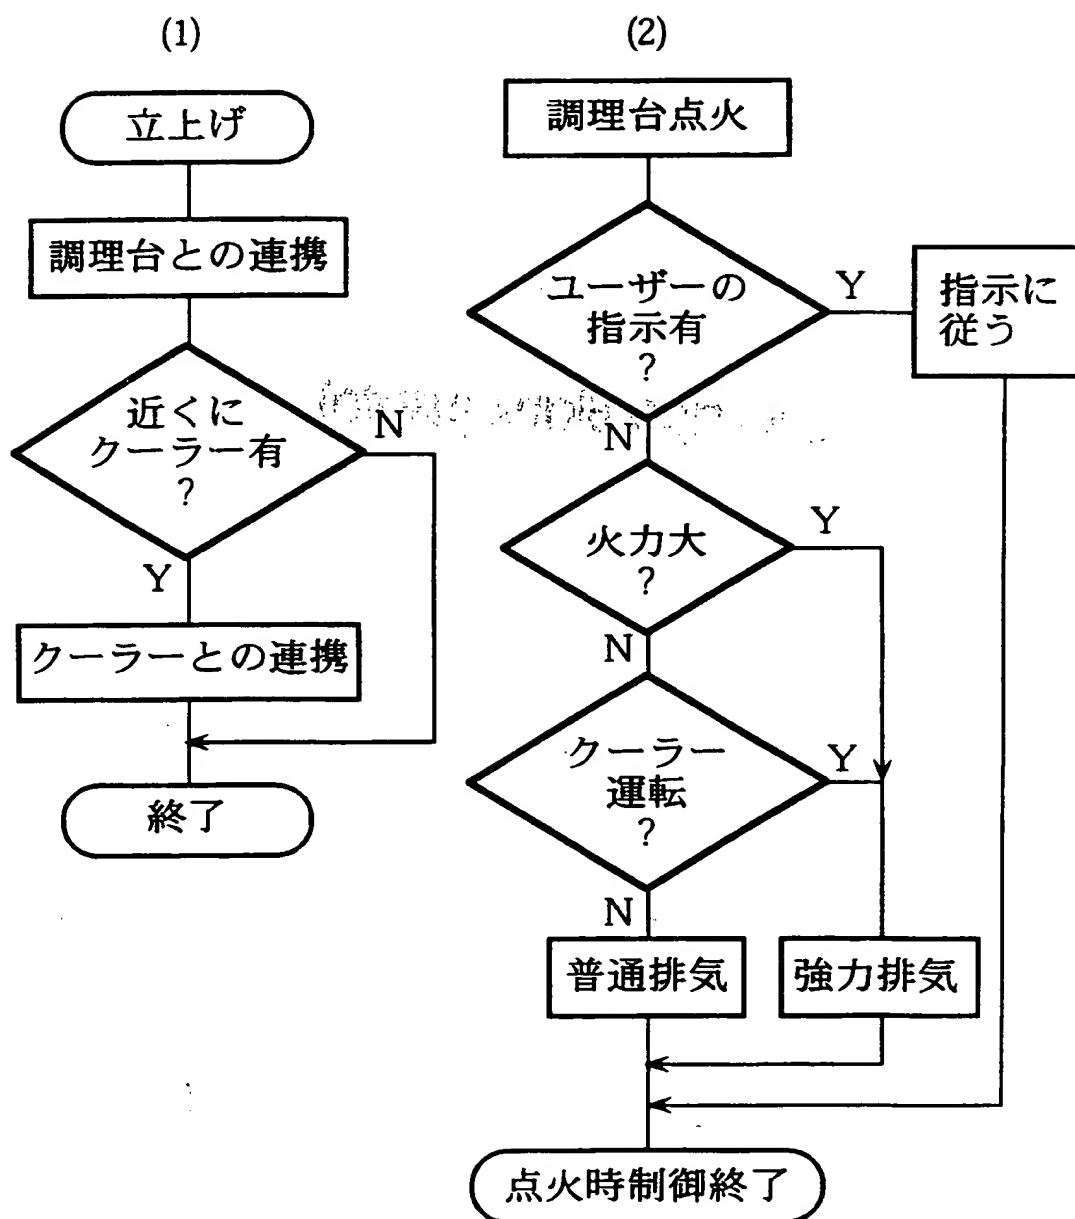 (1)
立上げ
調理台との連携
近くに
クーラー有
?
N
Y
クーラーとの連携
終了
(2)
調理台点火
ユーザーの
指示有
?
Y
指示に
従う
N
火力大
?
Y
N
クーラー
運転
?
Y
N
普通排気
強力排気
点火時制御終了